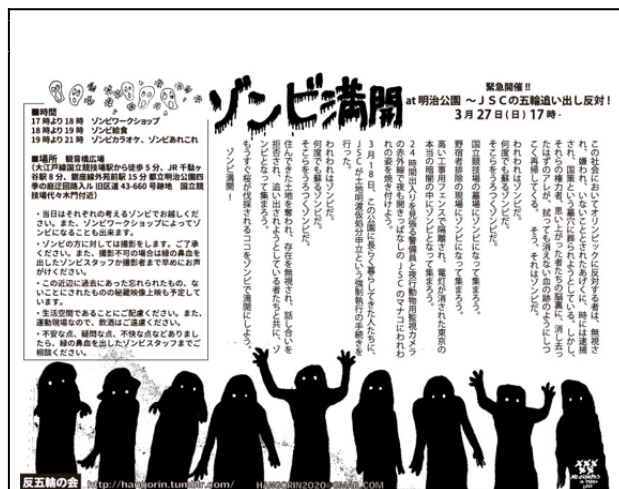 ゾンビ満開
緊急開催!!
at 明治公園 ～JSCの五輪追い出し反対!
3月27日(日)17時-
■時間
17時より18時　ゾンビワークショップ
18時より19時　ゾンビ給食
19時より21時　ゾンビカラオケ、ゾンビあれこれ
■場所　観音橋広場
(大江戸線国立競技場駅から徒歩5分、JR千駄ヶ
谷駅8分、銀座線外苑前駅15分 都立明治公園四
季の庭迂回路入ル 旧区道43-660号跡地　国立競
技場代々木門付近)
・当日はそれぞれの考えるゾンビでお越しくだ
さい。また、ゾンビワークショップによってゾ
ンビになることも出来ます。
・ゾンビの方に対しては撮影をします。ご了承
ください。また、撮影不可の場合は緑の鼻血を
出したゾンビスタッフか撮影者まで早めにお声
がけください。
・この近辺に過去にあった忘れられたもの、な
いことにされたものの秘蔵映像上映も予定して
います。
・生活空間であることにご配慮ください。また、
運動現場なので、飲酒はご遠慮ください。
・不安な点、疑問な点、不快な点などありまし
たら、緑の鼻血を出したゾンビスタッフまでご
相談ください。
この社会においてオリンピックに反対する者は、無視さ
れ、嫌われ、いないこととされたあげくに、時には逮捕
され、国策という墓穴に葬られようとしている。しかし、
それらの権力者、思い上がった者たちの脳裏に、消し去っ
たはずのアレが、拭っても消えない血の跡のようにしつ
こく再帰してくる。　そう、それはゾンビだ。
われわれはゾンビだ。
何度でも蘇るゾンビだ。
そこらをうろつくゾンビだ。
国立競技場の墓場にゾンビになって集まろう。
野宿者排除の現場にゾンビになって集まろう。
高い工事用フェンスで隔離され、電灯が消された東京の
本当の暗闇の中にゾンビとなって集まろう。
24時間出入りを見張る警備員と夜行動物用監視カメラ
の赤外線で夜も開きっぱなしのJSCのマナコにわれわ
れの姿を焼き付けよう。
3月18日、この公園に長らく暮らしてきた人たちに、
JSCが土地明渡仮処分申立という強制執行の手続きを
行った。
われわれはゾンビだ。
何度でも蘇るゾンビだ。
そこらをうろつくゾンビだ。
住んできた土地を奪われ、存在を無視され、話し合いを
拒否され、追い出されようとしている者たちと共に、ゾ
ンビとなって集まろう。
もうすぐ桜が伐採されるココをゾンビで満開にしよう。
ゾンビ満開!
反五輪の会
http://hangorin.tumblr.com/
HANGORIN2020@GMAIL.COM
NO OLYMPICS